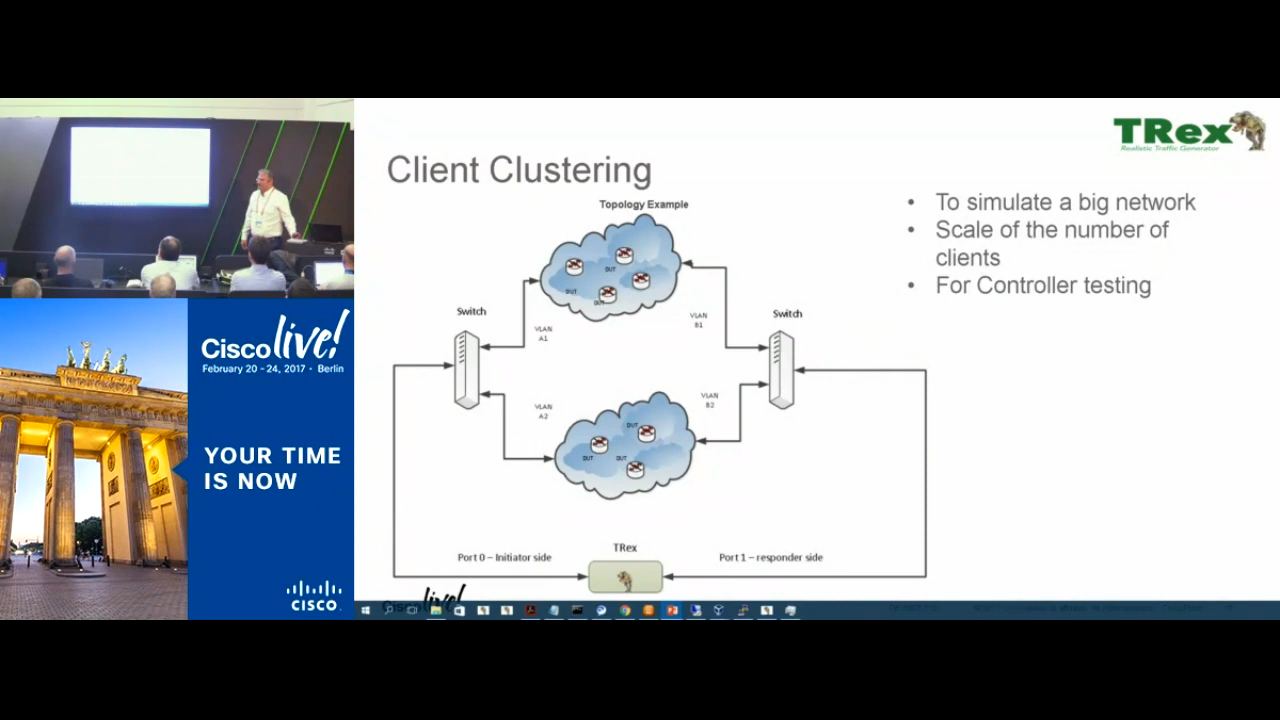 TRex
Realistic Traffic Generator
Client Clustering
Topology Example
• To simulate a big network
• Scale of the number of
clients
• For Controller testing
DUT
DUT
DUT
Switch
Switch
VLAN
A1
VLAN
B1
VLAN
A2
VLAN
B2
DUT
DUT
DUT
TRex
Port 0 – Initiator side
Port 1 – responder side
Cisco live!
February 20 - 24, 2017 • Berlin
YOUR TIME
IS NOW
CISCO
Cisco live!